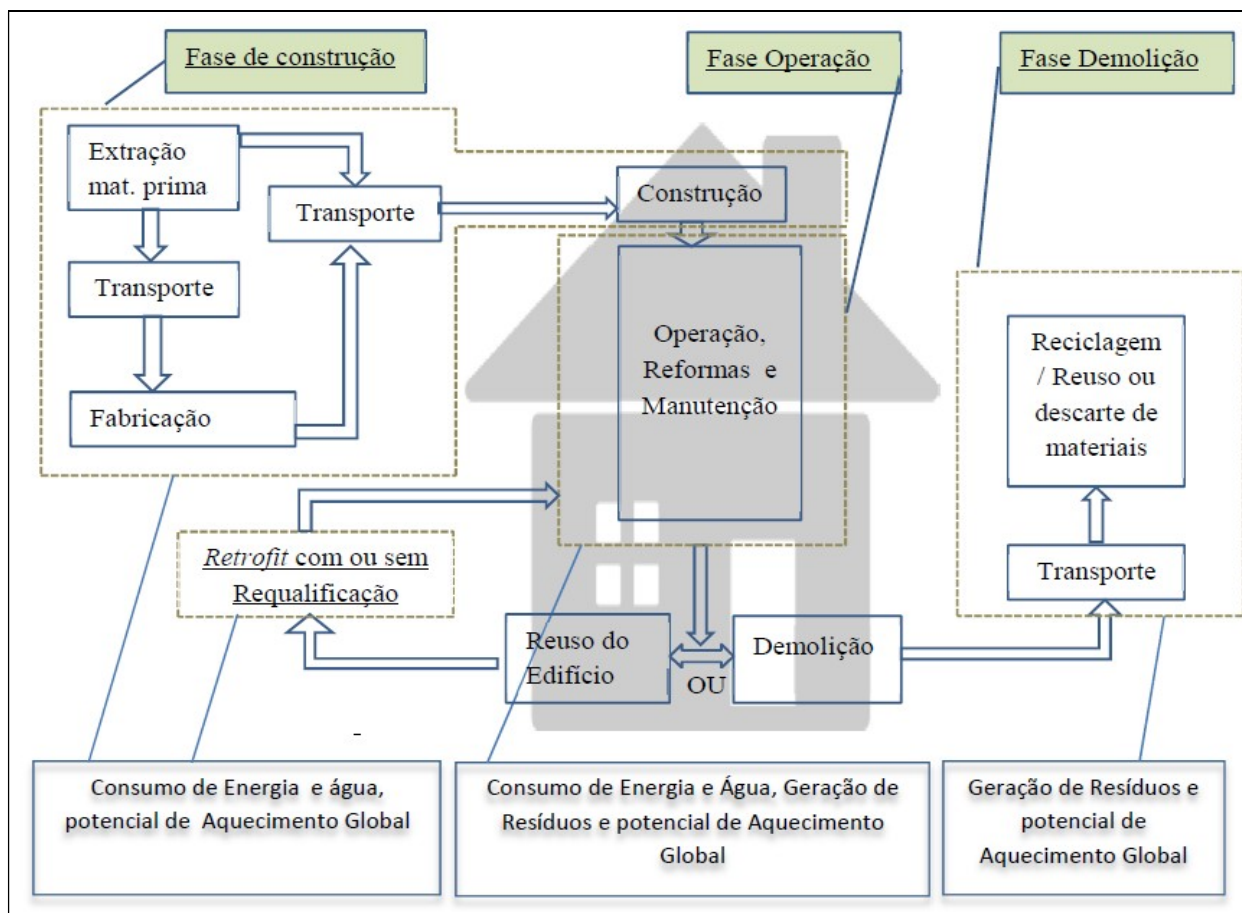 Fase de construção
Fase Operação
Fase Demolição
Extração
mat. prima
Transporte
Construção
Transporte
Fabricação
Operação,
Reformas e
Manutenção
Reciclagem
/ Reuso ou
descarte de
materiais
Transporte
Retrofit com ou sem
Requalificação
Reuso do
Edifício
OU
Demolição
Consumo de Energia e água,
potencial de Aquecimento Global
Consumo de Energia e Água, Geração de
Resíduos e potencial de Aquecimento
Global
Geração de Resíduos e
potencial de
Aquecimento Global